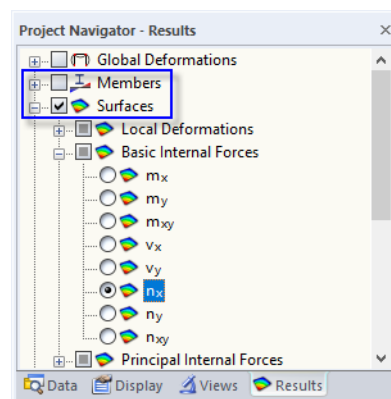 Project Navigator - Results
Global Deformations
Members
Surfaces
Local Deformations
Basic Internal Forces
mx
my
mxy
vx
vy
nx
ny
nxy
Principal Internal Forces
Data Display Views Results